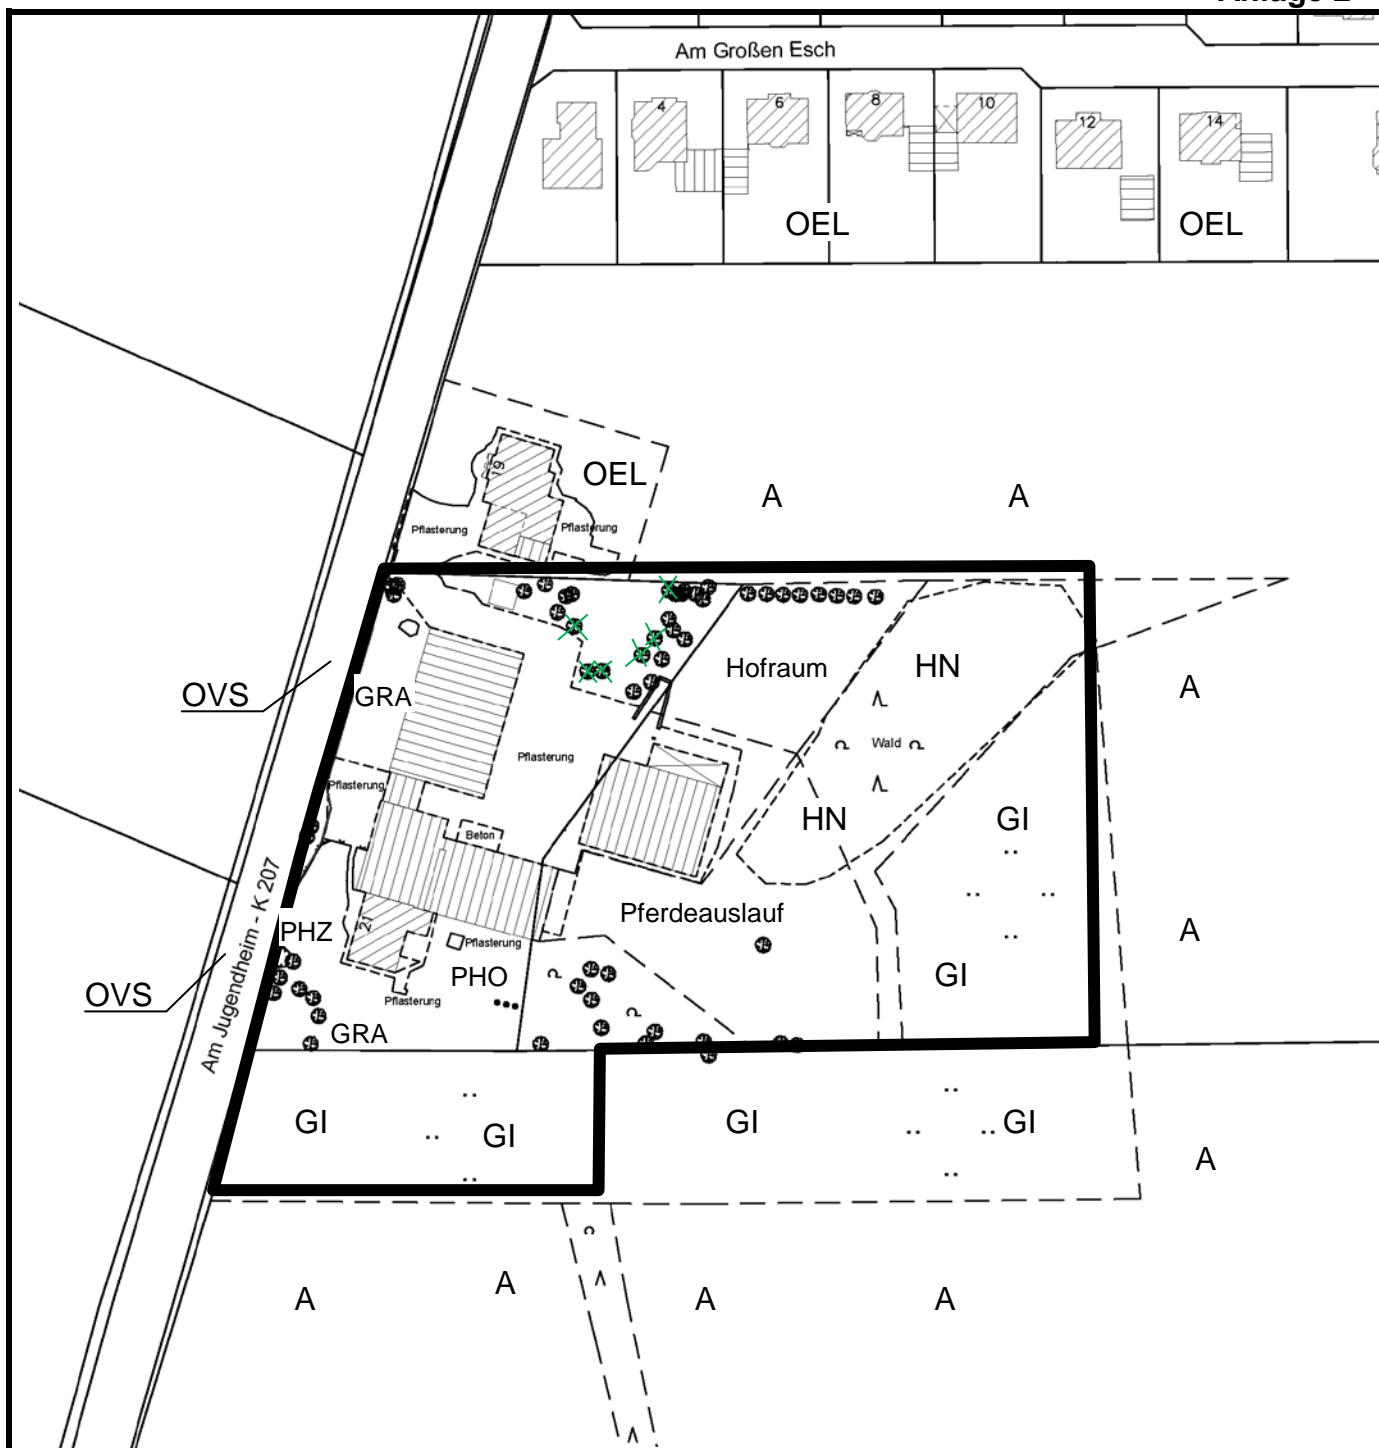 Am Großen Esch
4
6
8
10
12
14
OEL
OEL
19
OEL
A
A
Pflasterung
Pflasterung
Hofraum
HN
A
OVS
GRA
Wald
Pflasterung
Pflasterung
HN
GI
Beton
Pferdeauslauf
21
PHZ
Pflasterung
A
PHO
GI
OVS
Pflasterung
GRA
Am Jugendheim - K 207
GI
GI
GI
GI
A
A
A
A
A